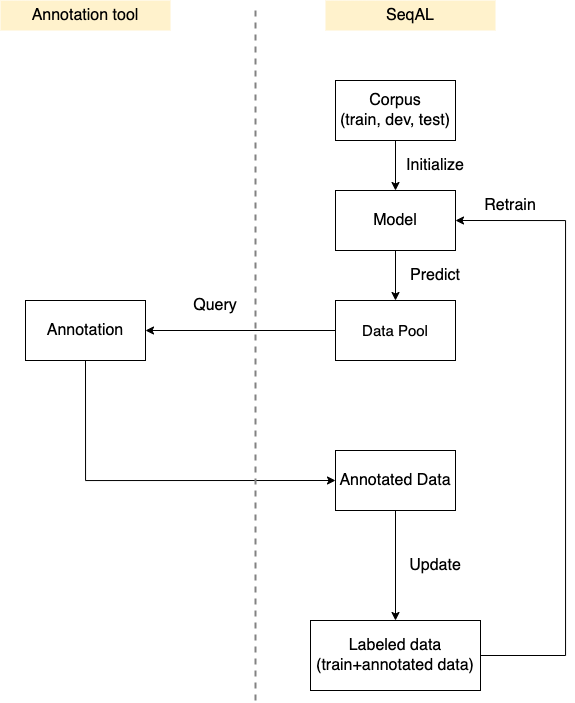 Annotation tool
SeqAL
Corpus
(train, dev, test)
Initialize
Model
Retrain
Predict
Query
Annotation
Data Pool
Annotated Data
Update
Labeled data
(train+annotated data)